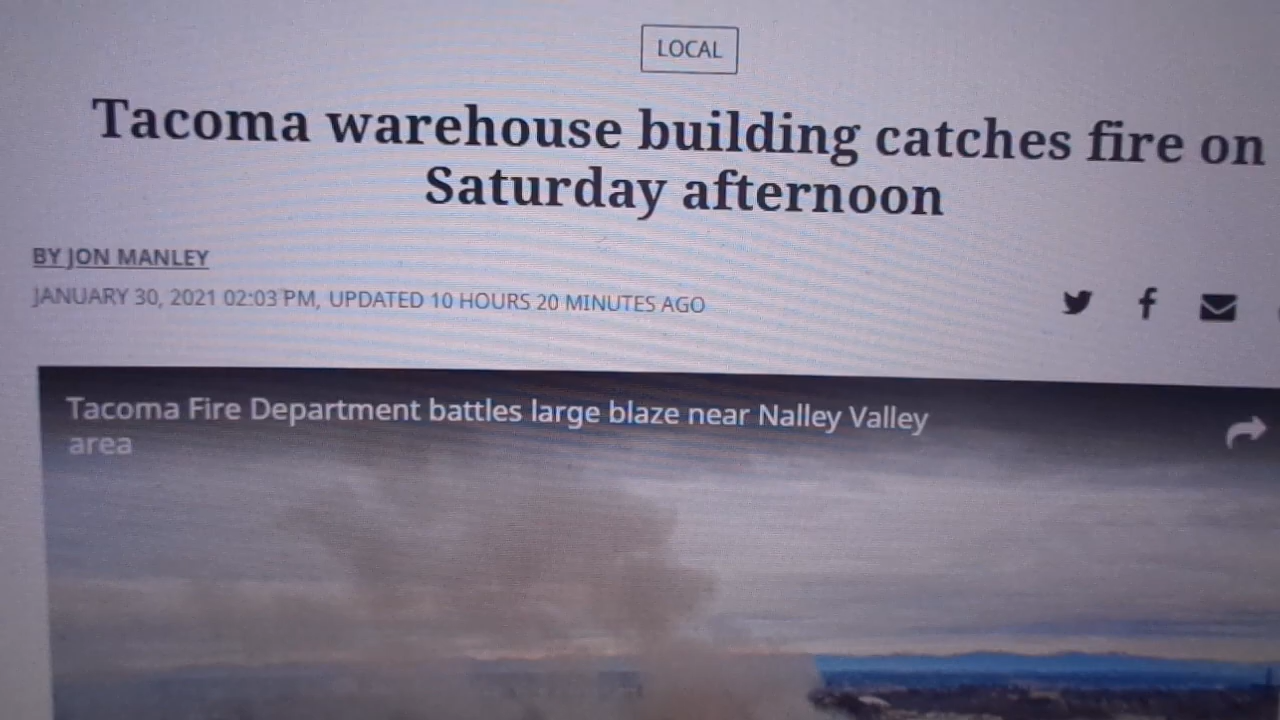 LOCAL
Tacoma warehouse building catches fire on
Saturday afternoon
BY JON MANLEY
JANUARY 30, 2021 02:03 PM, UPDATED 10 HOURS 20 MINUTES AGO
Tacoma Fire Department battles large blaze near Nalley Valley
area